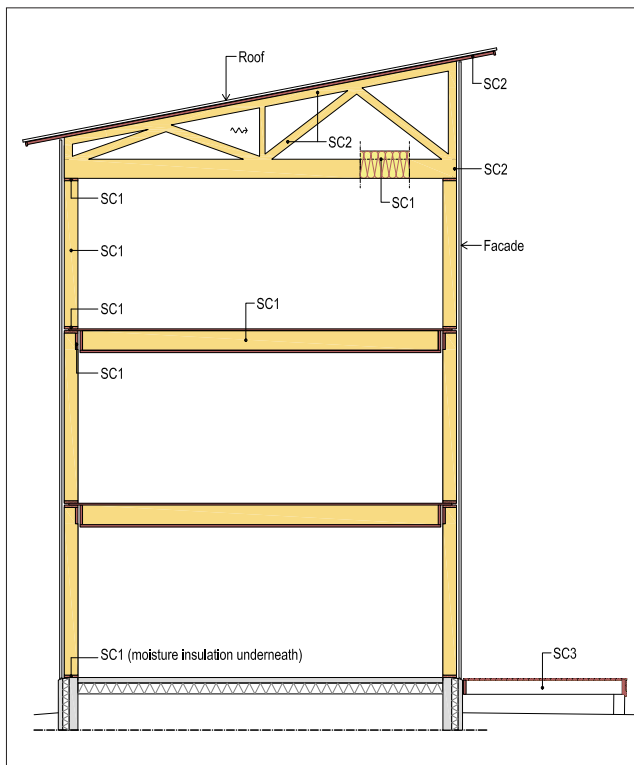 Roof
SC2
SC2
SC2
SC1
SC1
Facade
SC1
SC1
SC1
SC1
SC1 (moisture insulation underneath)
SC3